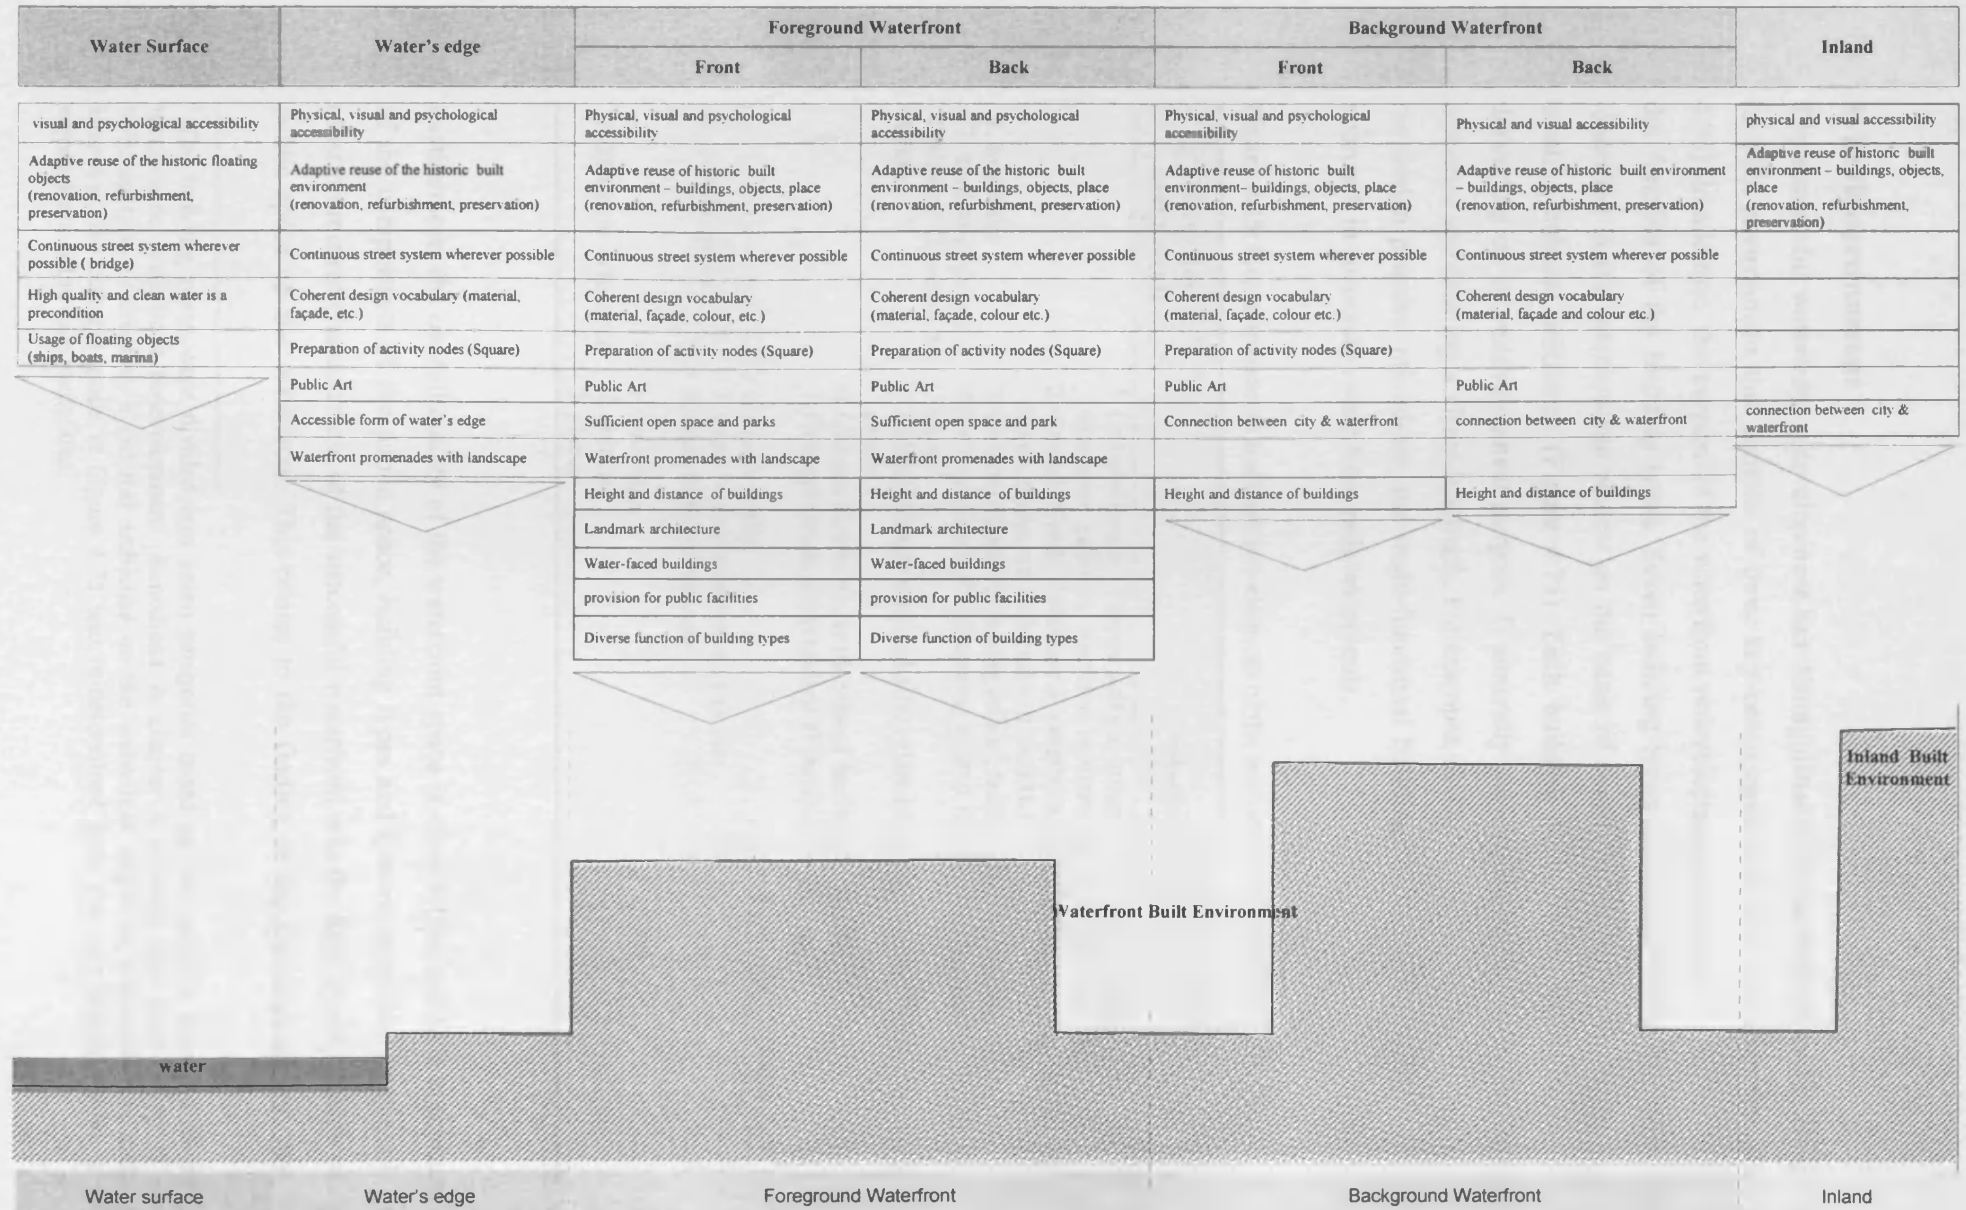 Water Surface
Water's edge
Foreground Waterfront
Front
Back
Background Waterfront
Front
Back
Inland
visual and psychological accessibility
Physical, visual and psychological
accessibility
Physical, visual and psychological
accessibility
Physical, visual and psychological
accessibility
Physical, visual and psychological
accessibility
Physical and visual accessibility
physical and visual accessibility
Adaptive reuse of the historic floating
objects
(renovation, refurbishment,
preservation)
Adaptive reuse of the historic built
environment
(renovation, refurbishment, preservation)
Adaptive reuse of historic built
environment – buildings, objects, place
(renovation, refurbishment, preservation)
Adaptive reuse of the historic built
environment – buildings, objects, place
(renovation, refurbishment, preservation)
Adaptive reuse of historic built
environment– buildings, objects, place
(renovation, refurbishment, preservation)
Adaptive reuse of historic built environment
– buildings, objects, place
(renovation, refurbishment, preservation)
Adaptive reuse of historic built
environment – buildings, objects,
place
(renovation, refurbishment,
preservation)
Continuous street system wherever
possible ( bridge)
Continuous street system wherever possible
Continuous street system wherever possible
Continuous street system wherever possible
Continuous street system wherever possible
Continuous street system wherever possible
High quality and clean water is a
precondition
Coherent design vocabulary (material,
façade, etc.)
Coherent design vocabulary
(material, façade, colour, etc.)
Coherent design vocabulary
(material, façade, colour etc.)
Coherent design vocabulary
(material, façade, colour etc.)
Coherent design vocabulary
(material, façade and colour etc.)
Usage of floating objects
(ships, boats, marina)
Preparation of activity nodes (Square)
Preparation of activity nodes (Square)
Preparation of activity nodes (Square)
Preparation of activity nodes (Square)
Public Art
Public Art
Public Art
Public Art
Public Art
Accessible form of water's edge
Sufficient open space and parks
Sufficient open space and park
Connection between city & waterfront
connection between city & waterfront
connection between city &
waterfront
Waterfront promenades with landscape
Waterfront promenades with landscape
Waterfront promenades with landscape
Height and distance of buildings
Height and distance of buildings
Height and distance of buildings
Height and distance of buildings
Landmark architecture
Landmark architecture
Water-faced buildings
Water-faced buildings
provision for public facilities
provision for public facilities
Diverse function of building types
Diverse function of building types
Inland Built
Environment
Waterfront Built Environment
water
Water surface
Water's edge
Foreground Waterfront
Background Waterfront
Inland